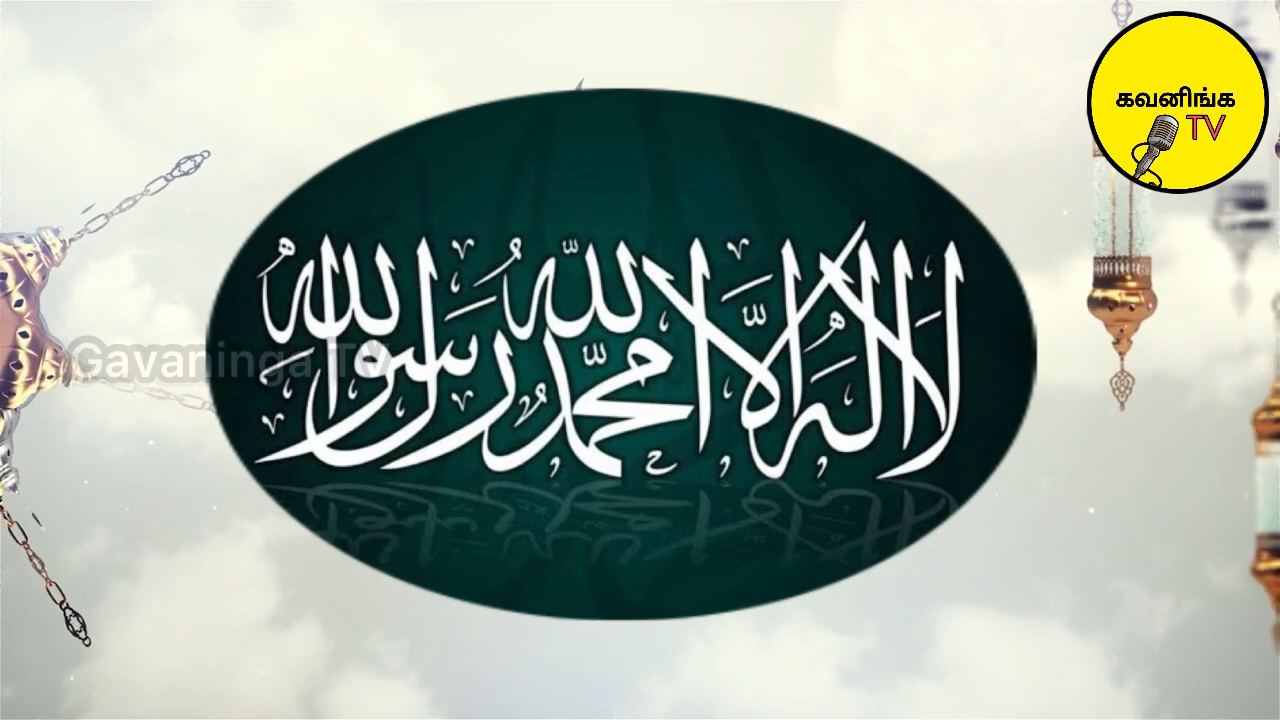 கவனிங்க
TV
لا إله إلا الله محمد رسول الله
Gavaninga TV